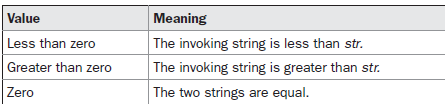 Value Meaning
Less than zero The invoking string is less than str.
Greater than zero The invoking string is greater than str.
Zero The two strings are equal.